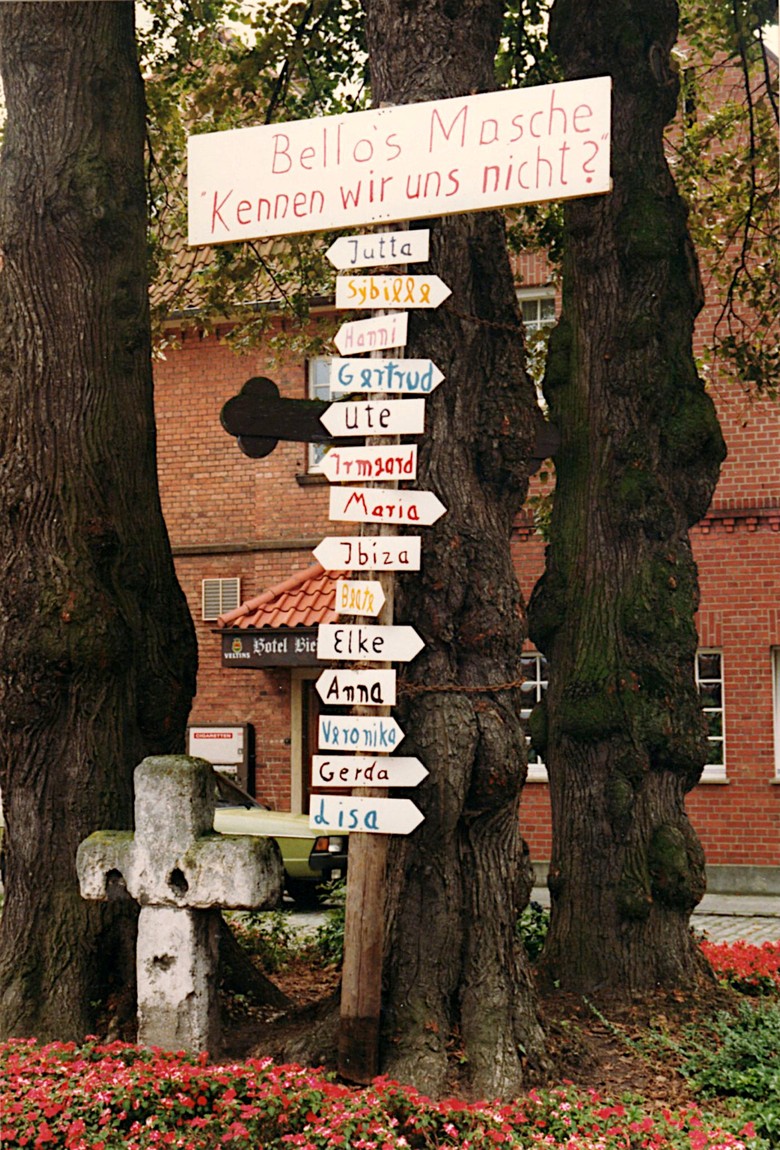 Bello's Masche
"Kennen wir uns nicht?"
Jutta
Sybille
Hanni
Gertrud
Ute
Irmgard
Maria
Ibiza
Beate
Elke
VELTINS
Hotel
Anna
Veronika
CIGARETTEN
Gerda
Lisa